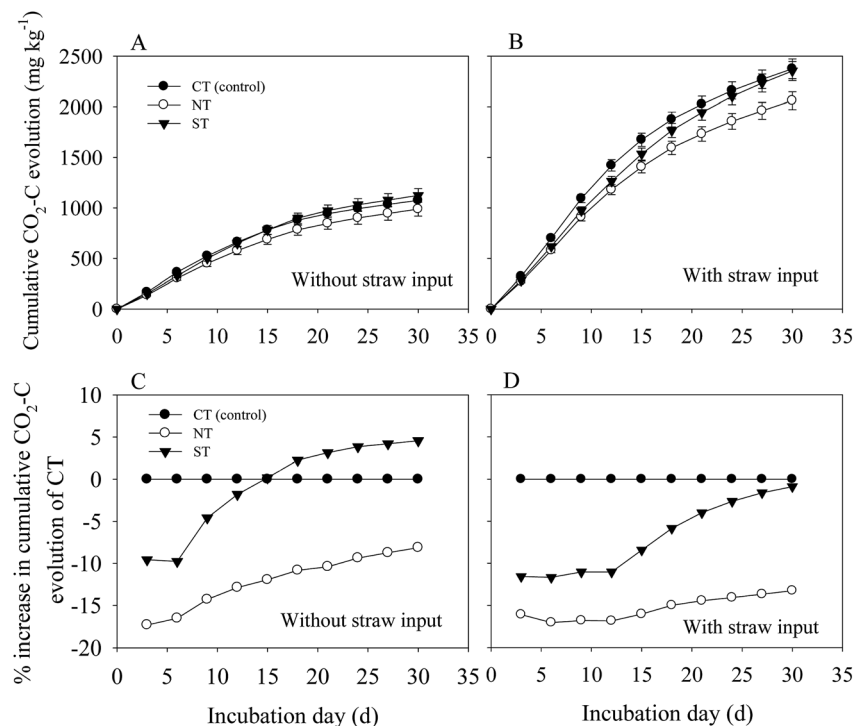 A
B
Cumulative CO₂-C evolution (mg kg⁻¹)
2500
2000
1500
1000
500
0
CT (control)
NT
ST
Without straw input
With straw input
0 5 10 15 20 25 30 35
0 5 10 15 20 25 30 35
C
D
% increase in cumulative CO₂-C
evolution of CT
10
5
0
-5
-10
-15
-20
CT (control)
NT
ST
Without straw input
With straw input
0 5 10 15 20 25 30 35
0 5 10 15 20 25 30 35
Incubation day (d)
Incubation day (d)